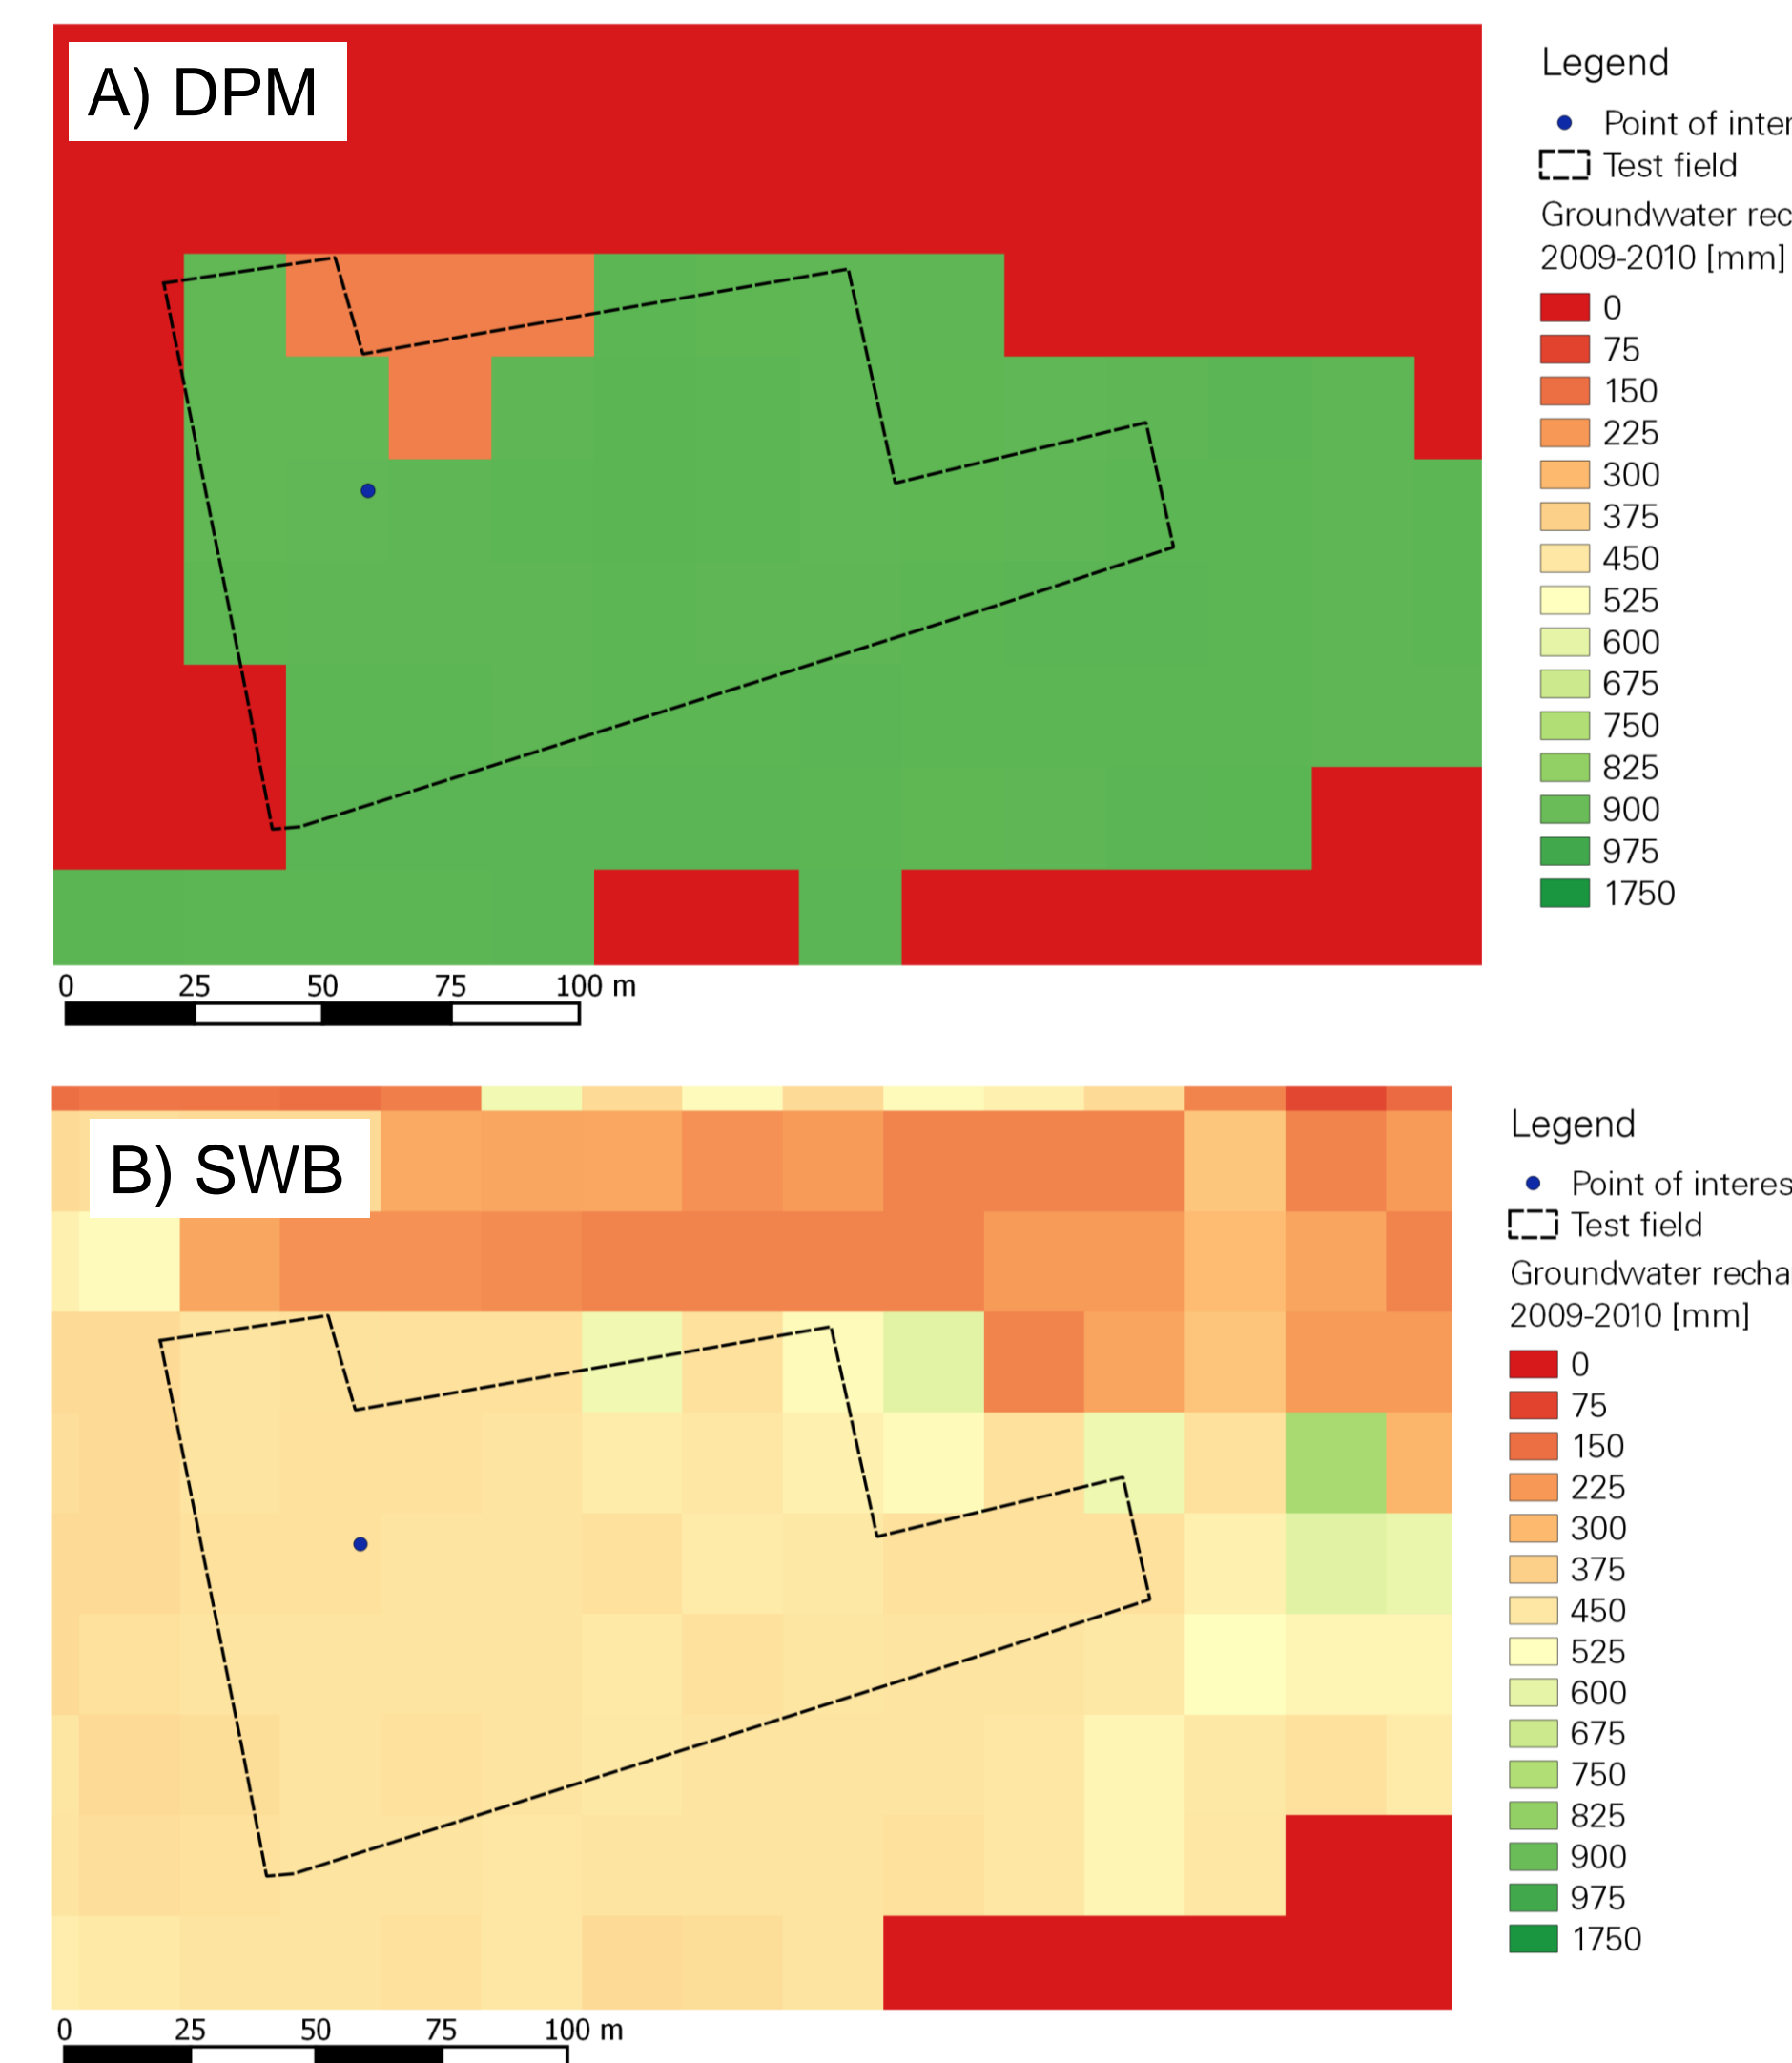 A) DPM
Legend
Point of inter
Test field
Groundwater rec
2009-2010 [mm]
0
75
150
225
300
375
450
525
600
675
750
825
900
975
1750
0 25 50 75 100 m
B) SWB
Legend
Point of interes
Test field
Groundwater recha
2009-2010 [mm]
0
75
150
225
300
375
450
525
600
675
750
825
900
975
1750
0 25 50 75 100 m